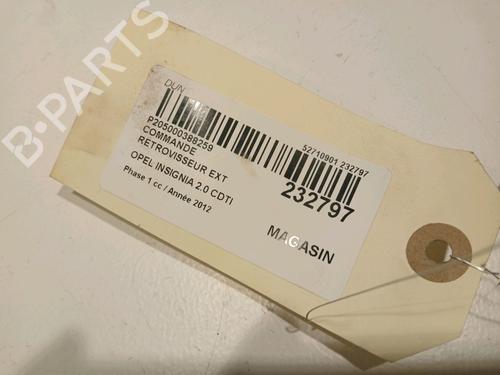 B-PARTS
DUN
P205000388259
COMMANDE
RETROVISSEUR EXT
OPEL INSIGNIA 2.0 CDTI
Phase 1 cc / Année 2012
52710901 232797
232797
MAGASIN